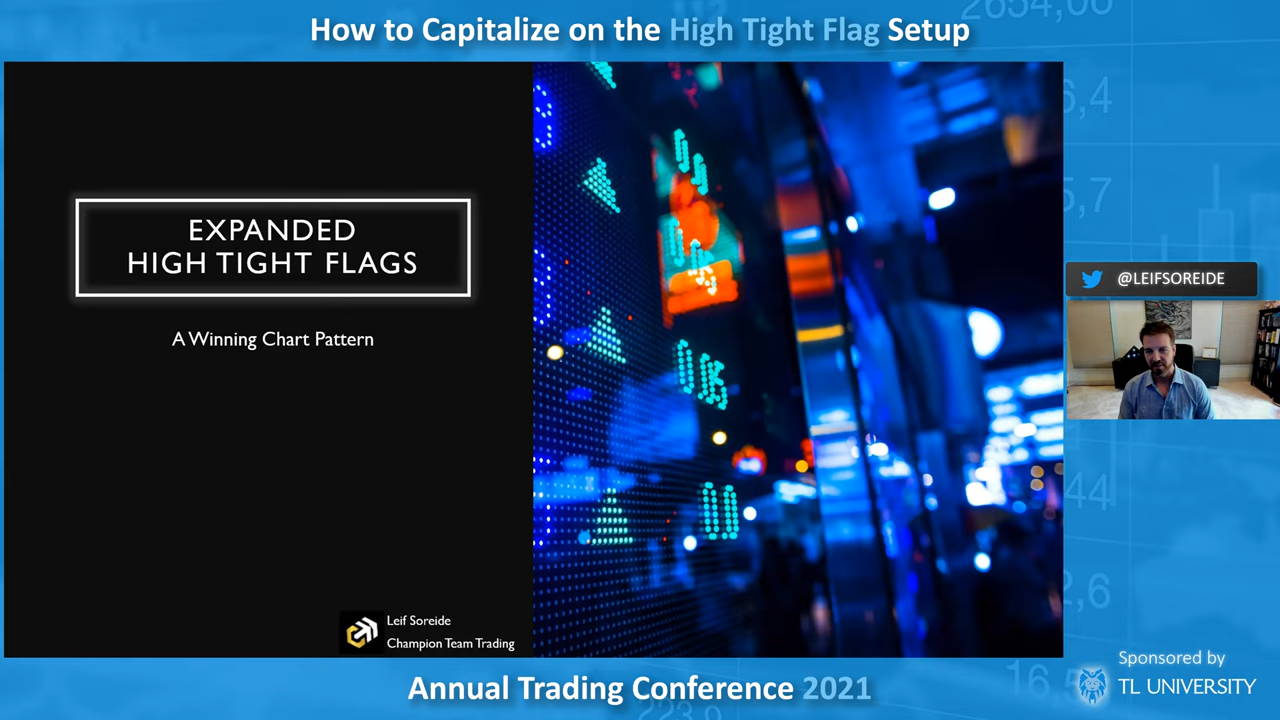 How to Capitalize on the High Tight Flag Setup
EXPANDED
HIGH TIGHT FLAGS
A Winning Chart Pattern
Leif Soreide
Champion Team Trading
@LEIFSOREIDE
Sponsored by
TL UNIVERSITY
Annual Trading Conference 2021